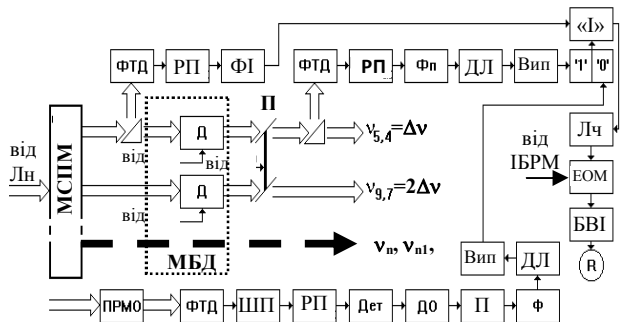 «І»
ФТД РП ФІ ФТД РП Фп ДЛ Вип '1' '0'
П
від Лн
МСПМ
Д
від
від
ν5,4=Δν
Д
від
ν9,7=2Δν
МБД
νn, νn1,
Лч
від ІБРМ
ЕОМ
БВІ
R
Вип ДЛ
ПРМО ФТД ШП РП Дет ДО П Ф